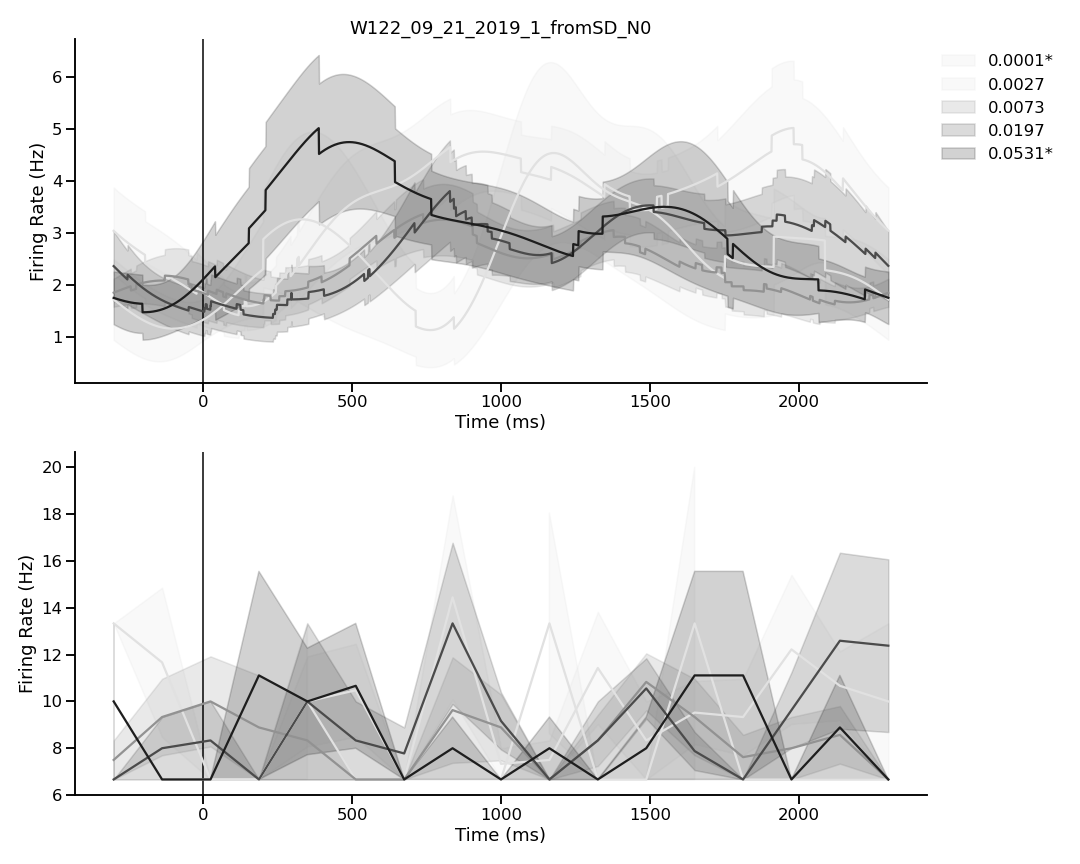 W122_09_21_2019_1_fromSD_N0
0.0001*
0.0027
0.0073
0.0197
0.0531*
Firing Rate (Hz)
6
5
4
3
2
1
0 500 1000 1500 2000
Time (ms)
Firing Rate (Hz)
20
18
16
14
12
10
8
6
0 500 1000 1500 2000
Time (ms)